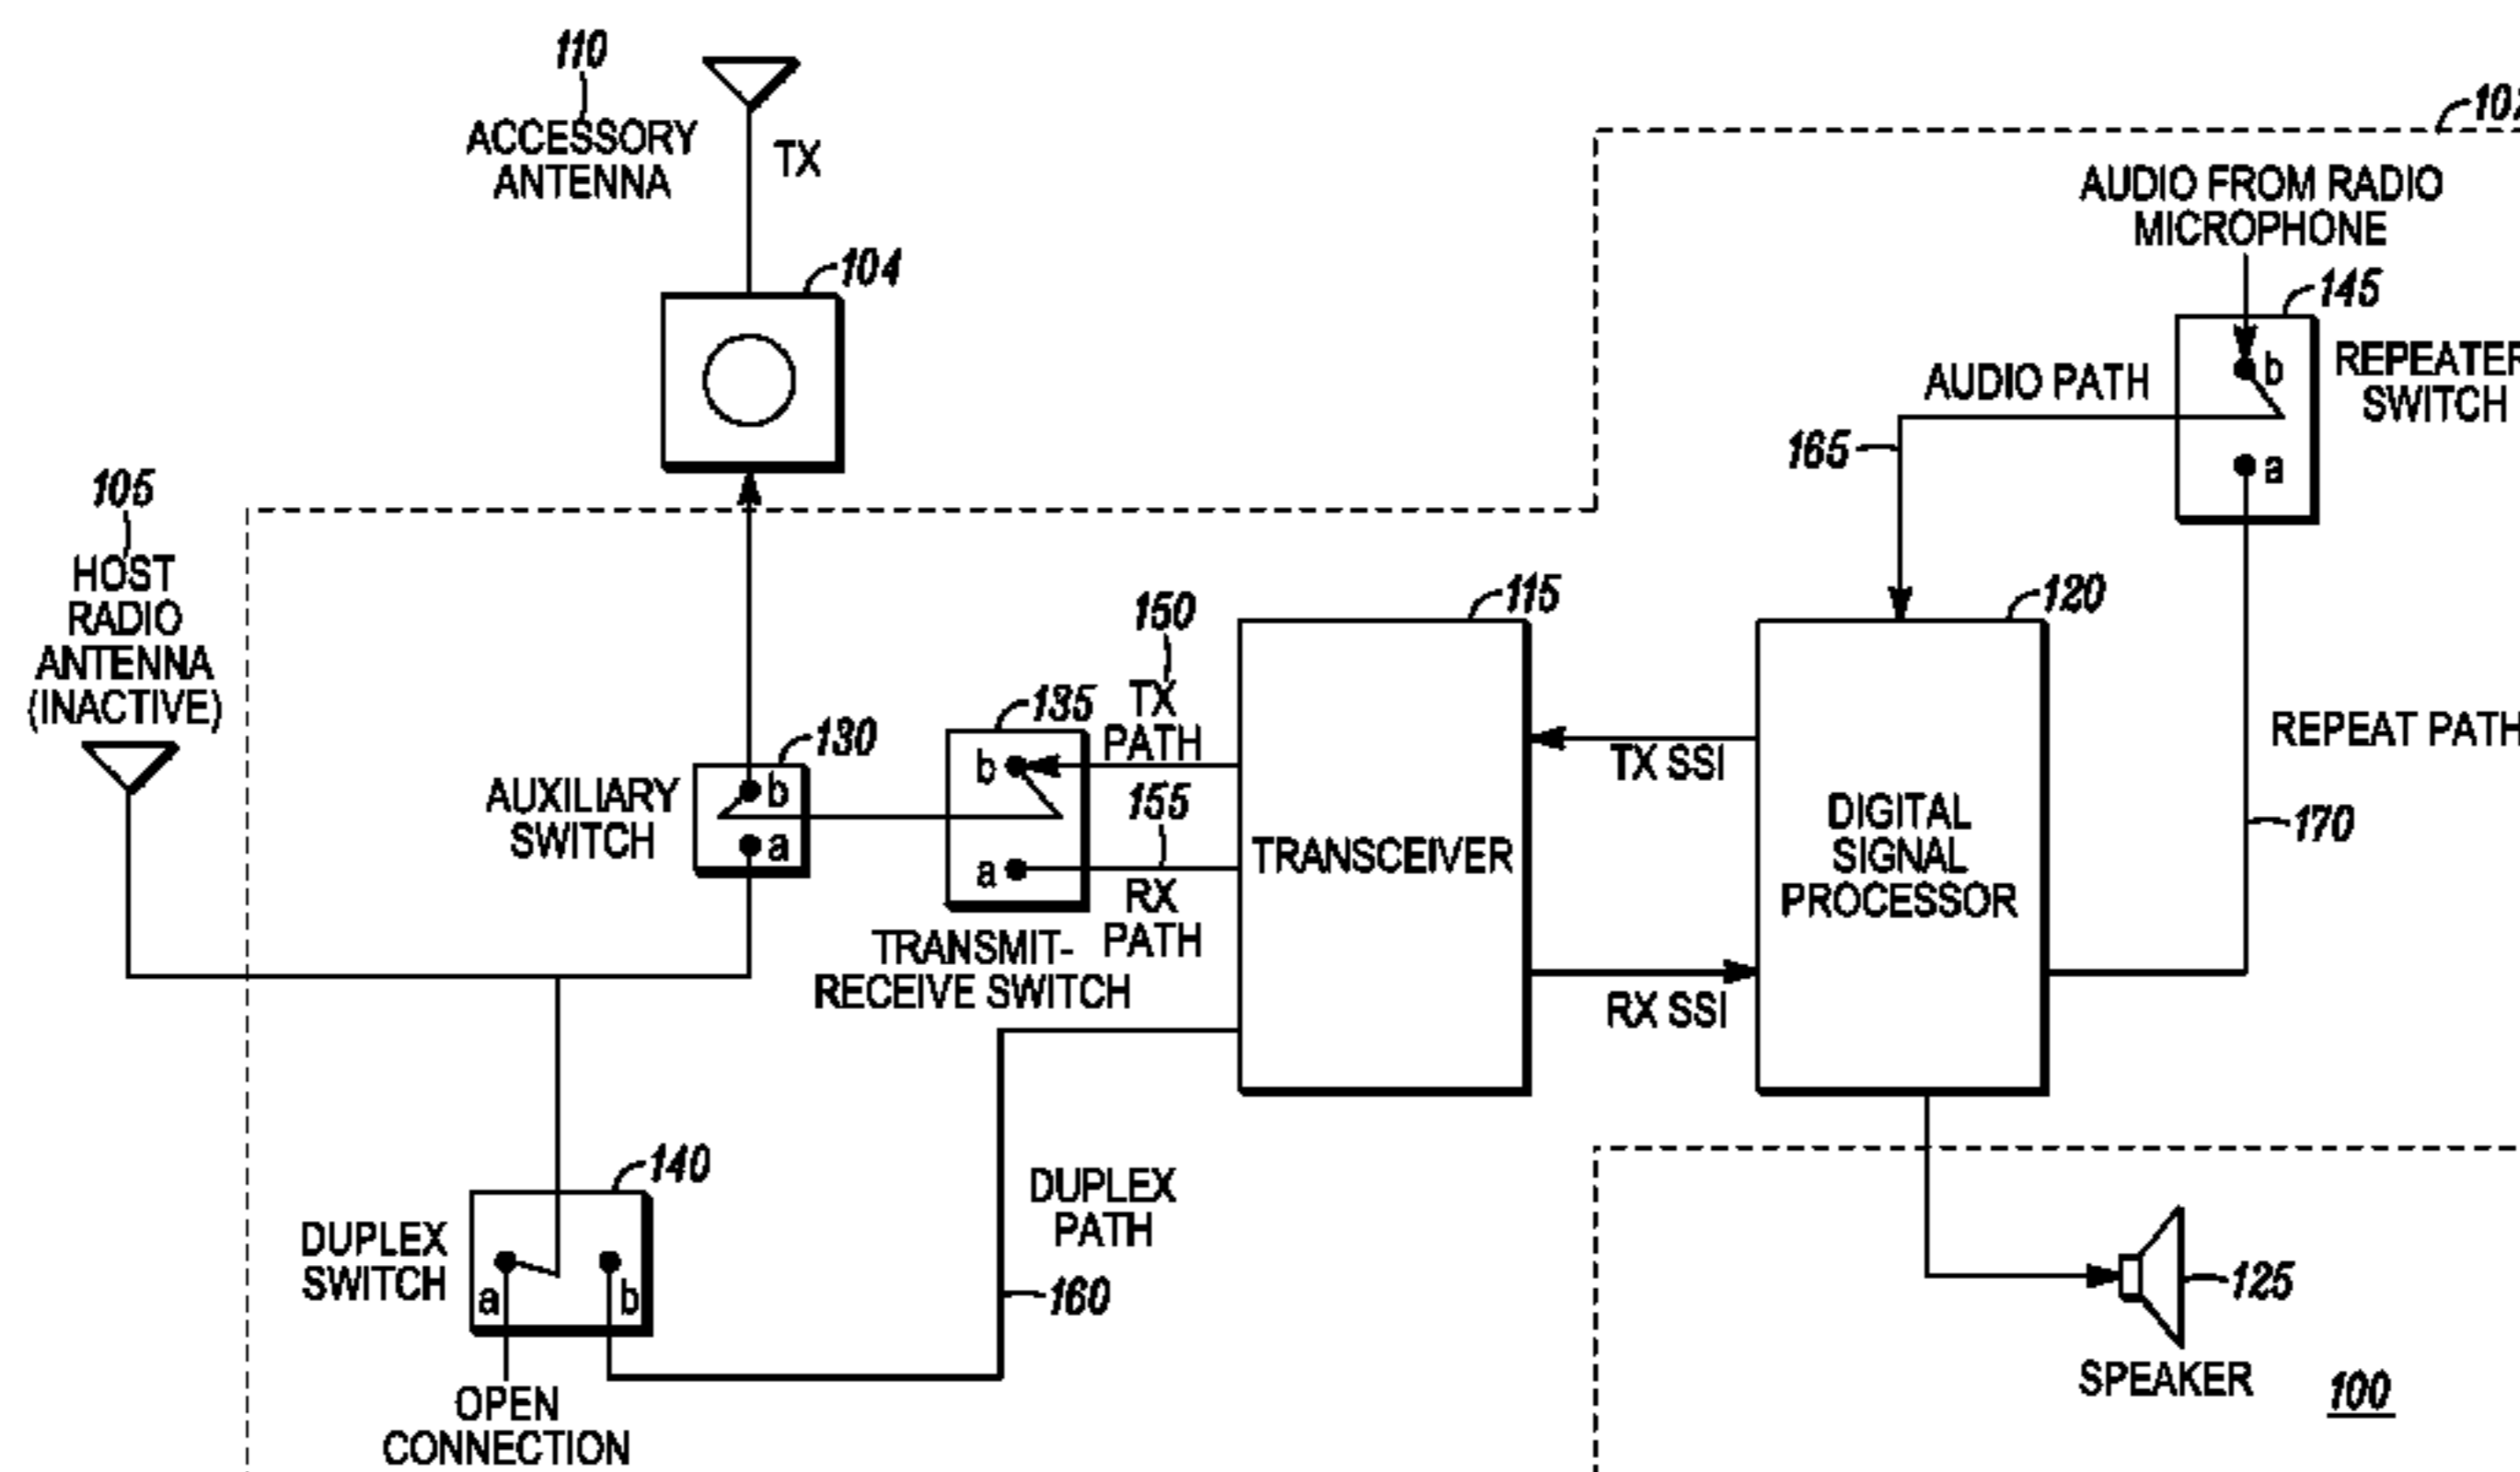 110
ACCESSORY
ANTENNA
TX
104
AUDIO FROM RADIO
MICROPHONE
145
b
REPEATER
SWITCH
a
AUDIO PATH
165
105
HOST
RADIO
ANTENNA
(INACTIVE)
AUXILIARY
SWITCH
130
b
a
135
b
a
TRANSMIT-
RECEIVE SWITCH
150
TX
PATH
155
RX
PATH
115
TRANSCEIVER
TX SSI
RX SSI
120
DIGITAL
SIGNAL
PROCESSOR
REPEAT PATH
170
140
DUPLEX
SWITCH
a
b
OPEN
CONNECTION
DUPLEX
PATH
160
125
SPEAKER
100